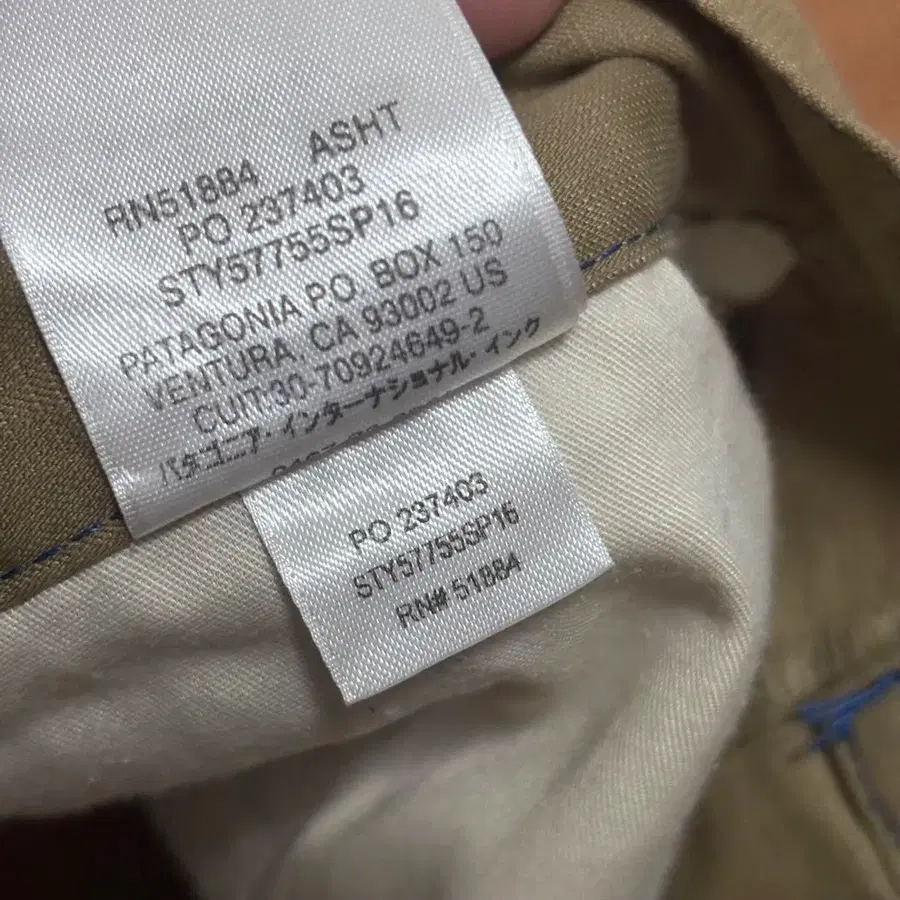 RN51884 ASHT
PO 237403
STY57755SP16
PATAGONIA P.O. BOX 150
VENTURA, CA 93002 US
CUIT:30-70924649-2
パタゴニア・インターナショナル・インク
PO 237403
STY57755SP16
RN# 51884